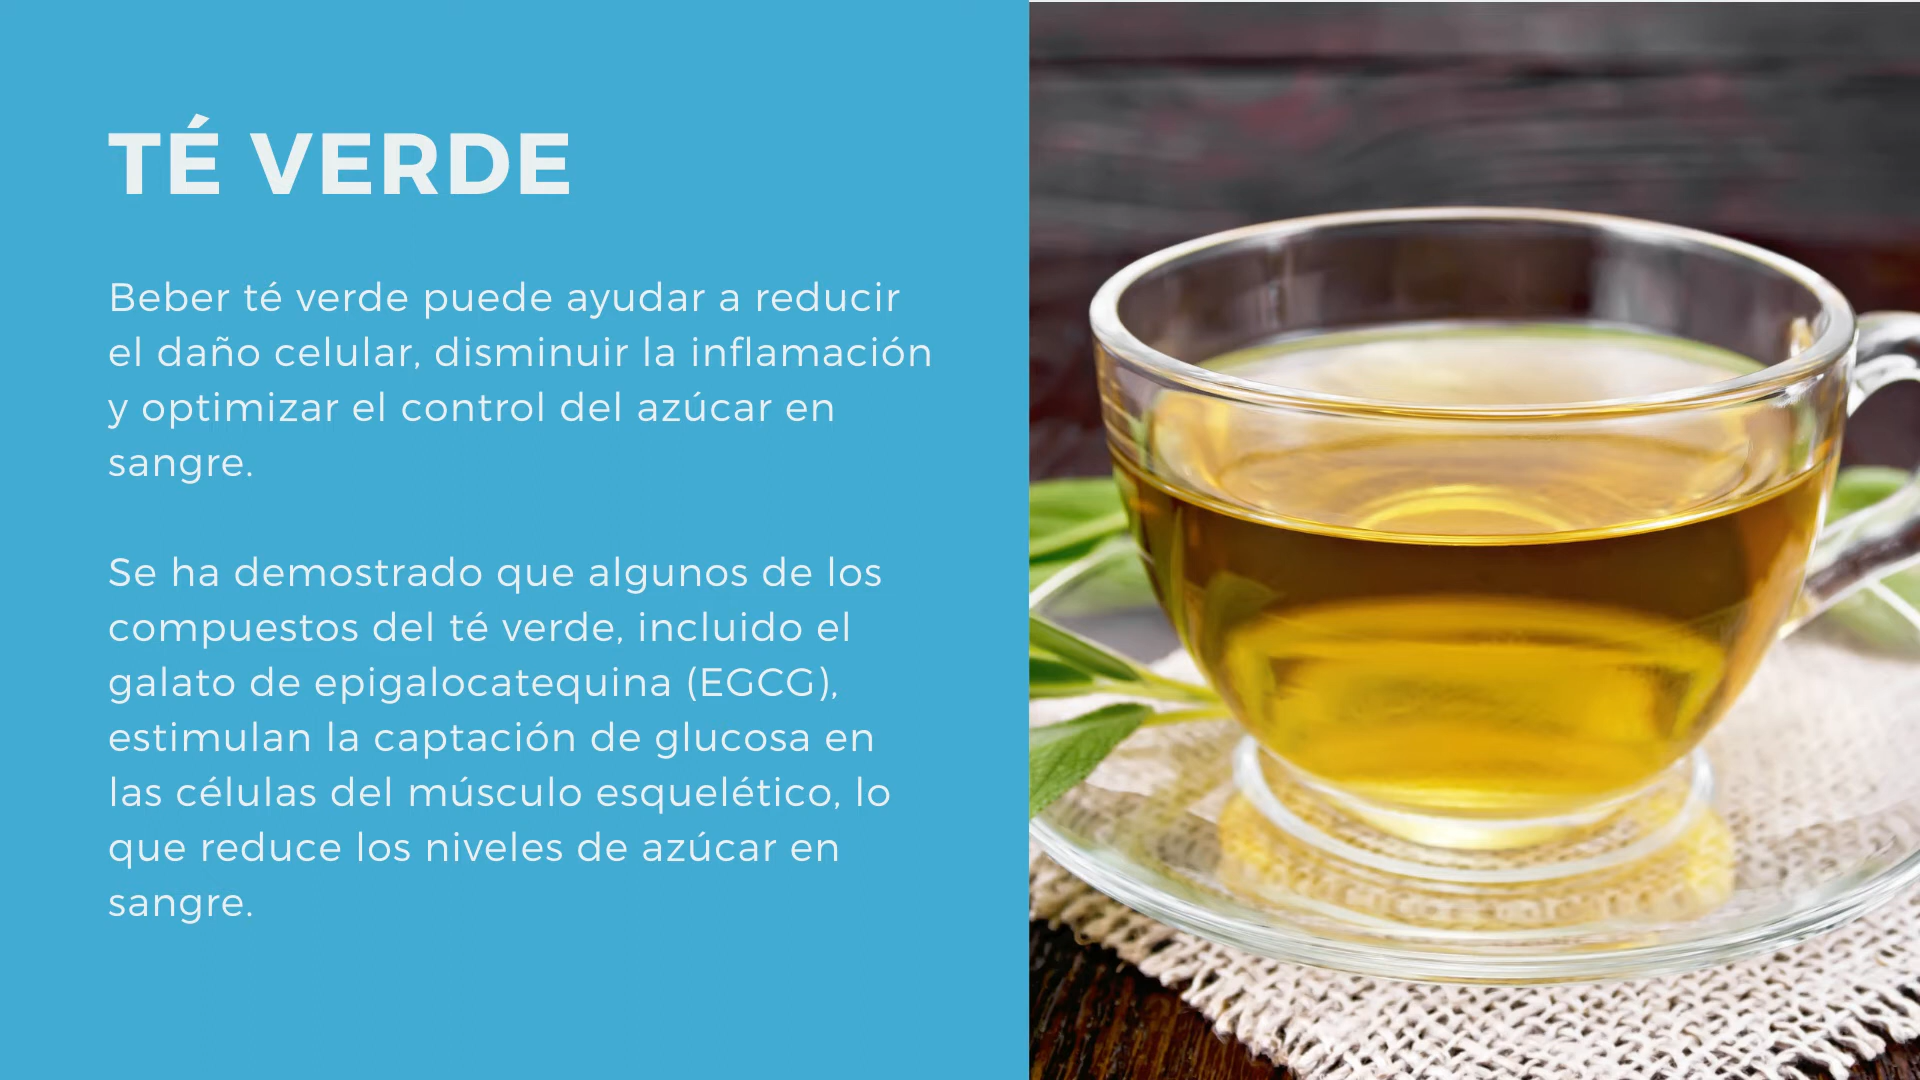 TÉ VERDE
Beber té verde puede ayudar a reducir
el daño celular, disminuir la inflamación
y optimizar el control del azúcar en
sangre.
Se ha demostrado que algunos de los
compuestos del té verde, incluido el
galato de epigalocatequina (EGCG),
estimulan la captación de glucosa en
las células del músculo esquelético, lo
que reduce los niveles de azúcar en
sangre.